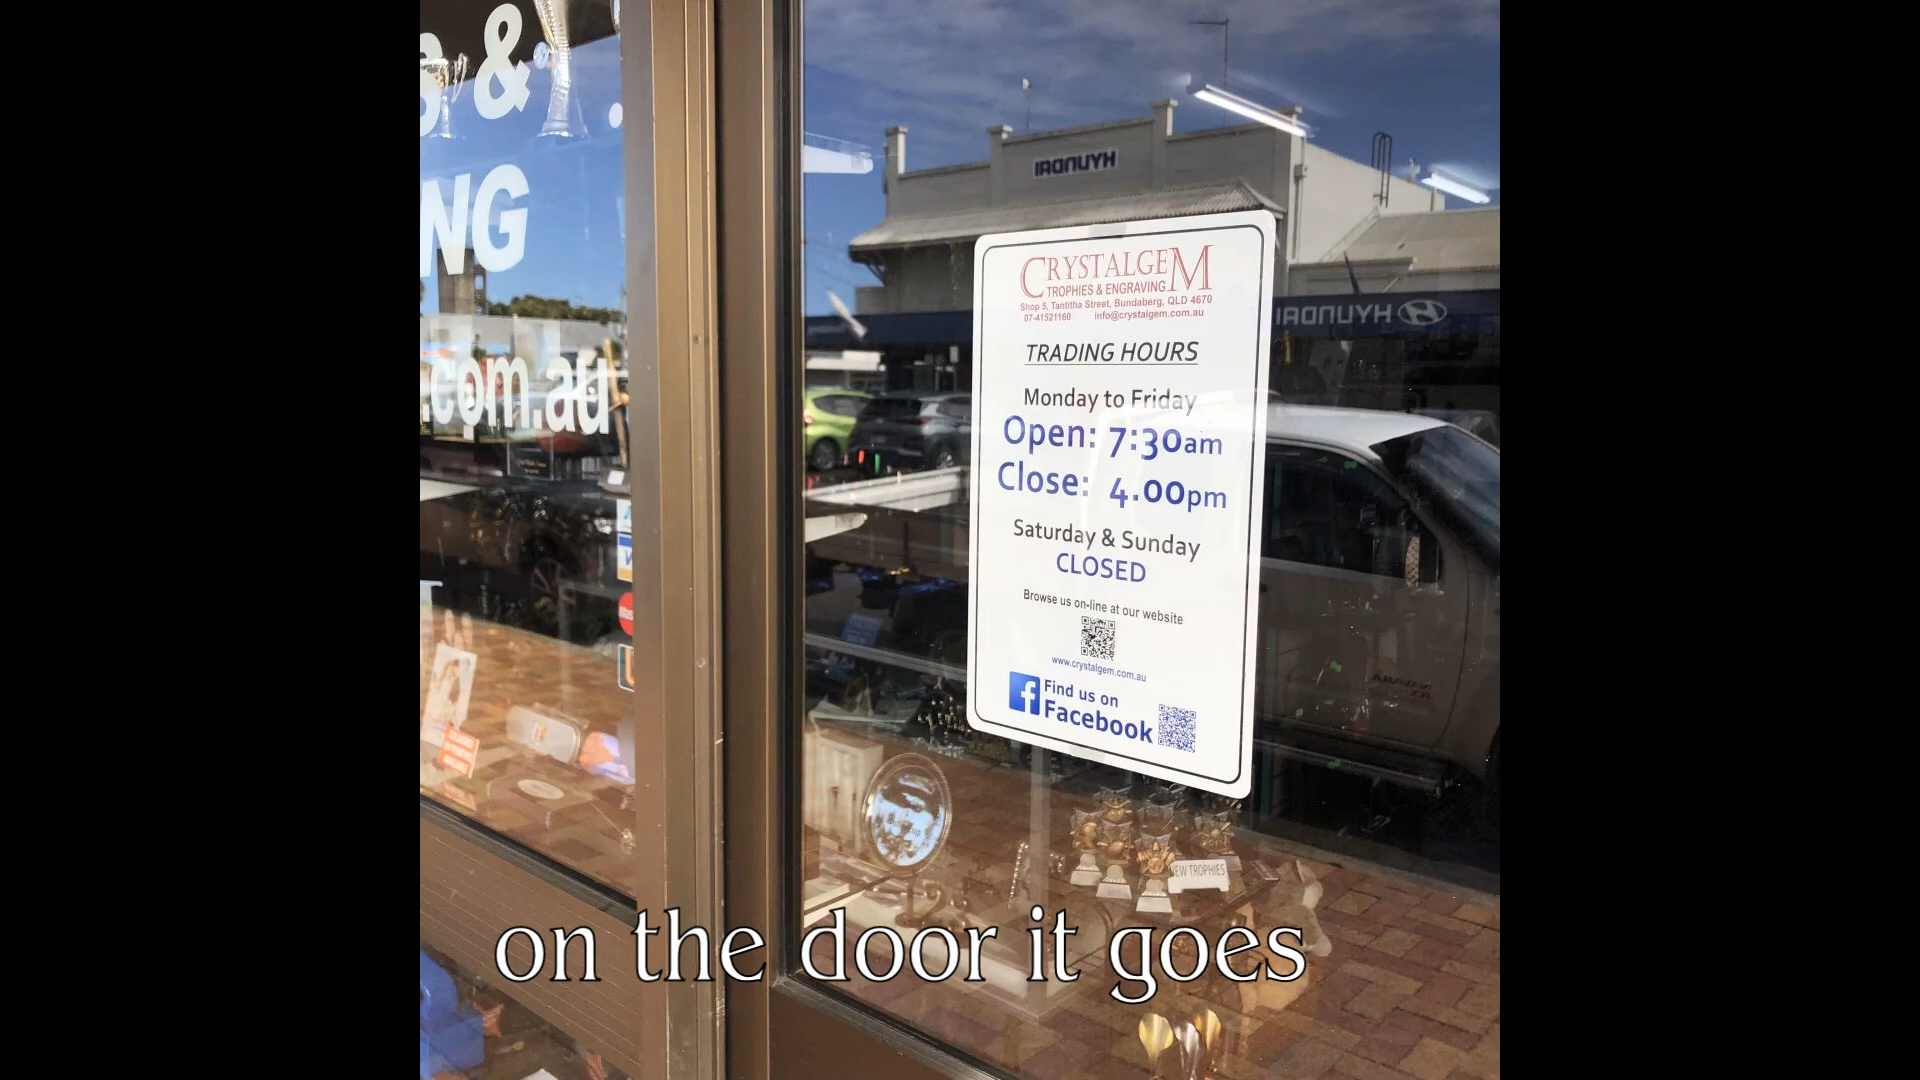 &
NG
.com.au
HYUNDAI
HYUNDAI
CRYSTALGEM
TROPHIES & ENGRAVING
Shop 5, Tantitha Street, Bundaberg, QLD 4670
07-41521160 info@crystalgem.com.au
TRADING HOURS
Monday to Friday
Open: 7:30am
Close: 4.00pm
Saturday & Sunday
CLOSED
Browse us on-line at our website
www.crystalgem.com.au
f Find us on
Facebook
NEW TROPHIES
on the door it goes